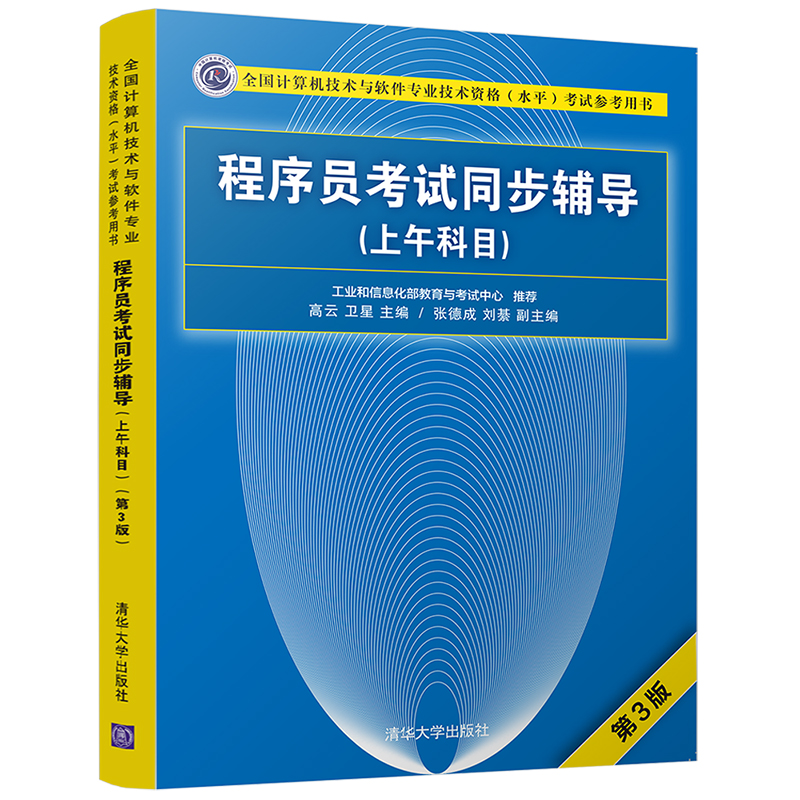 全国计算机技术与软件专业技术资格（水平）考试参考用书
程序员考试同步辅导
(上午科目)
工业和信息化部教育与考试中心 推荐
高云 卫星 主编 / 张德成 刘綦 副主编
清华大学出版社
第3版
全国计算机技术与软件专业
技术资格（水平）考试参考用书
程序员考试同步辅导(上午科目)(第3版)
清华大学出版社